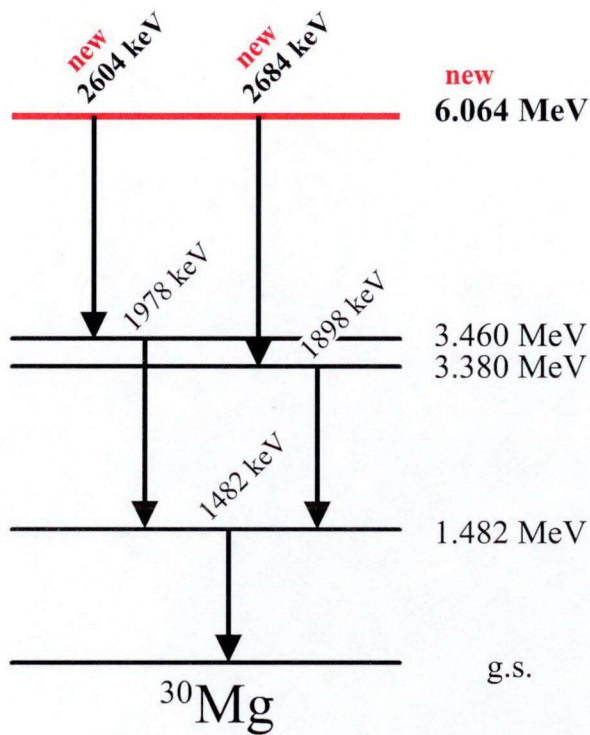 new
2604 keV
new
2684 keV
new
6.064 MeV
1978 keV
1898 keV
3.460 MeV
3.380 MeV
1482 keV
1.482 MeV
g.s.
³⁰Mg